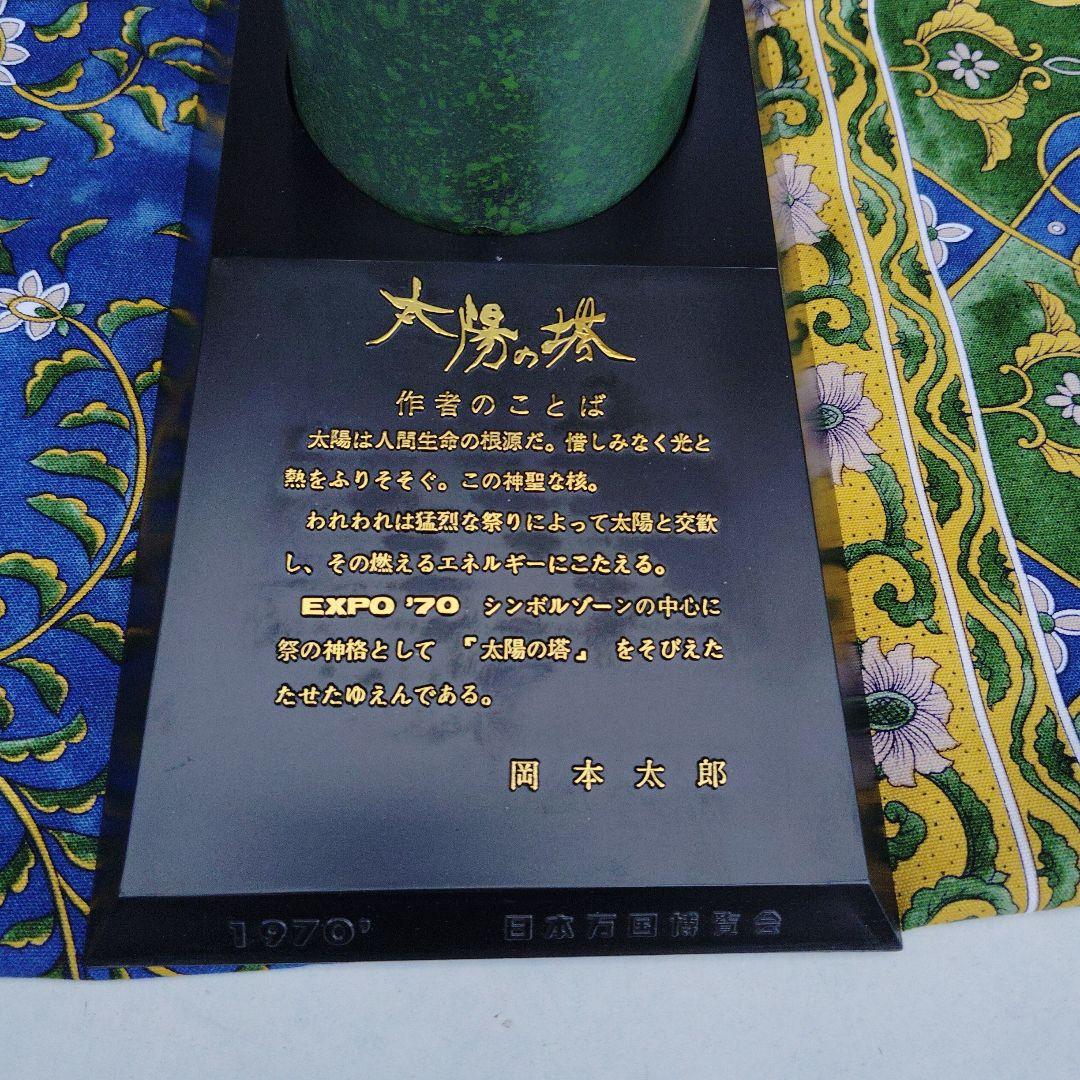 太陽の塔
作者のことば
太陽は人間生命の根源だ。惜しみなく光と
熱をふりそそぐ。この神聖な核。
われわれは猛烈な祭りによって太陽と交歓
し、その燃えるエネルギーにこたえる。
EXPO '70 シンボルゾーンの中心に
祭の神格として 『太陽の塔』 をそびえた
たせたゆえんである。
岡本太郎
1970' 日本万国博覧会